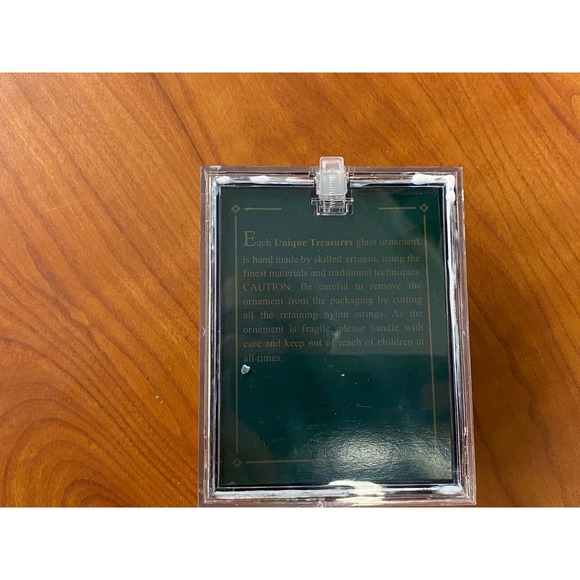 Each Unique Treasures glass ornament
is hand made by skilled artisans, using the
finest materials and traditional techniques.
CAUTION: Be careful to remove the
ornament from the packaging by cutting
all the retaining nylon strings. As the
ornament is fragile, please handle with
care and keep out of reach of children at
all times.